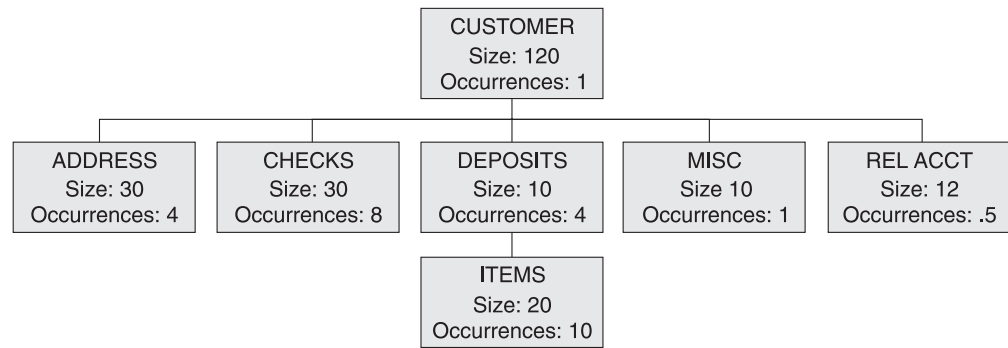 CUSTOMER
Size: 120
Occurrences: 1
ADDRESS
Size: 30
Occurrences: 4
CHECKS
Size: 30
Occurrences: 8
DEPOSITS
Size: 10
Occurrences: 4
MISC
Size 10
Occurrences: 1
REL ACCT
Size: 12
Occurrences: .5
ITEMS
Size: 20
Occurrences: 10